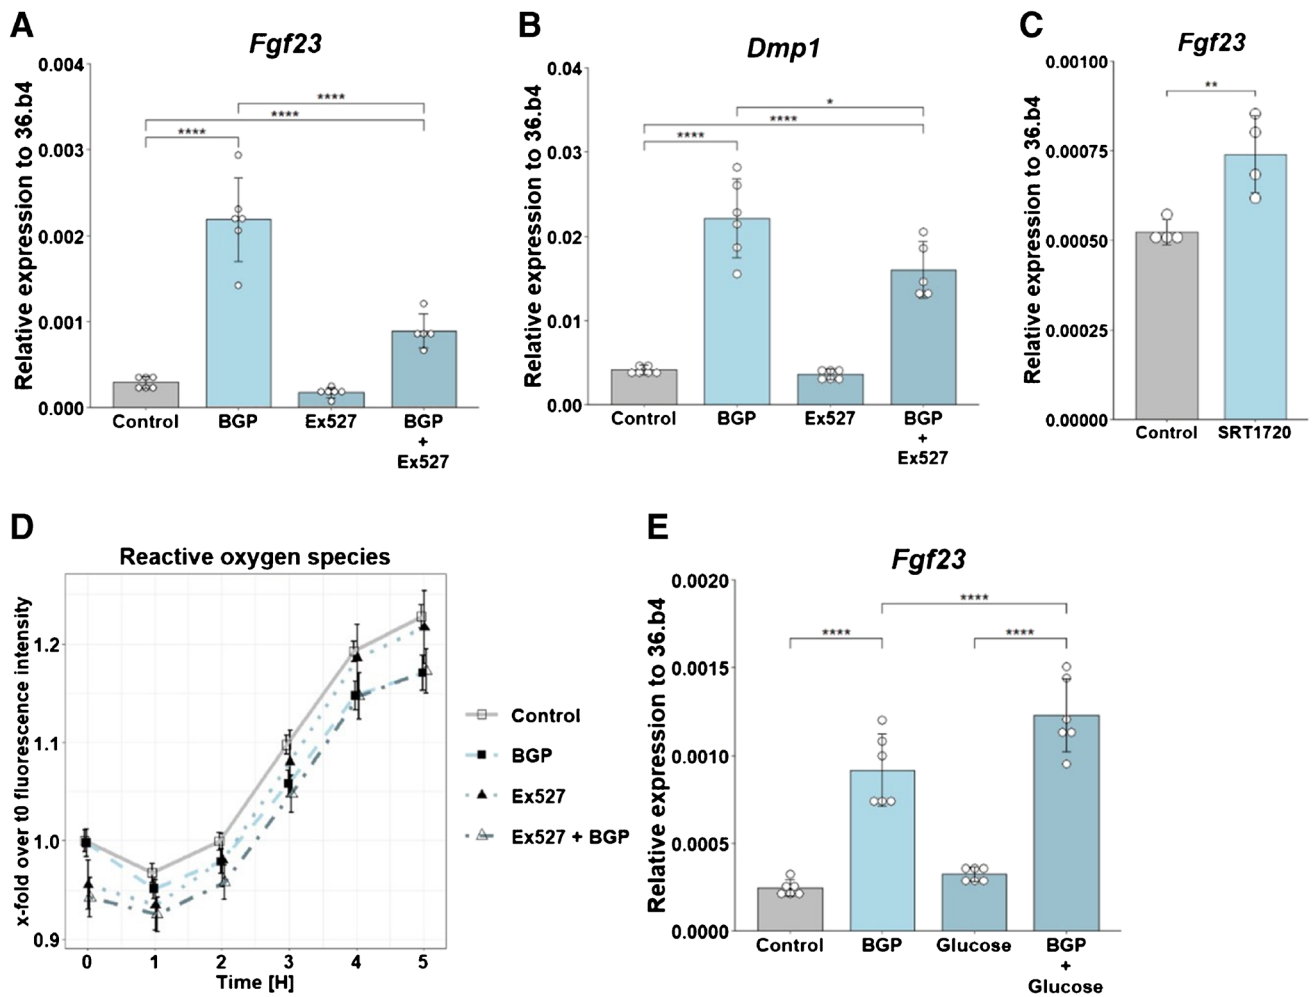 A
Fgf23
Relative expression to 36.b4
0.004
0.003
0.002
0.001
0.000
****
****
****
Control
BGP
Ex527
BGP
+
Ex527
B
Dmp1
Relative expression to 36.b4
0.04
0.03
0.02
0.01
0.00
*
****
****
Control
BGP
Ex527
BGP
+
Ex527
C
Fgf23
Relative expression to 36.b4
0.00100
0.00075
0.00050
0.00025
0.00000
**
Control
SRT1720
D
Reactive oxygen species
x-fold over t0 fluorescence intensity
1.2
1.1
1.0
0.9
0
1
2
3
4
5
Time [H]
Control
BGP
Ex527
Ex527 + BGP
E
Fgf23
Relative expression to 36.b4
0.0020
0.0015
0.0010
0.0005
0.0000
****
****
****
Control
BGP
Glucose
BGP
+
Glucose